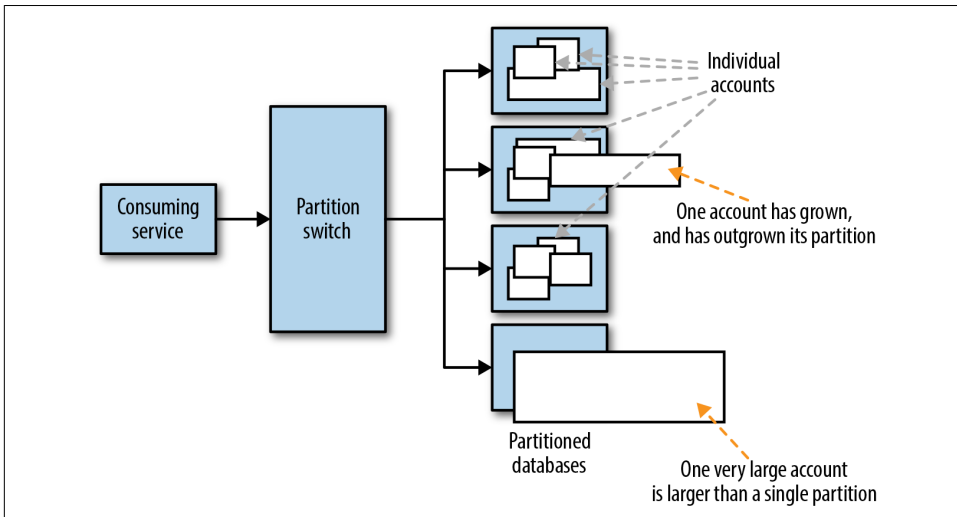 Individual
accounts
Consuming
service
Partition
switch
One account has grown,
and has outgrown its partition
Partitioned
databases
One very large account
is larger than a single partition